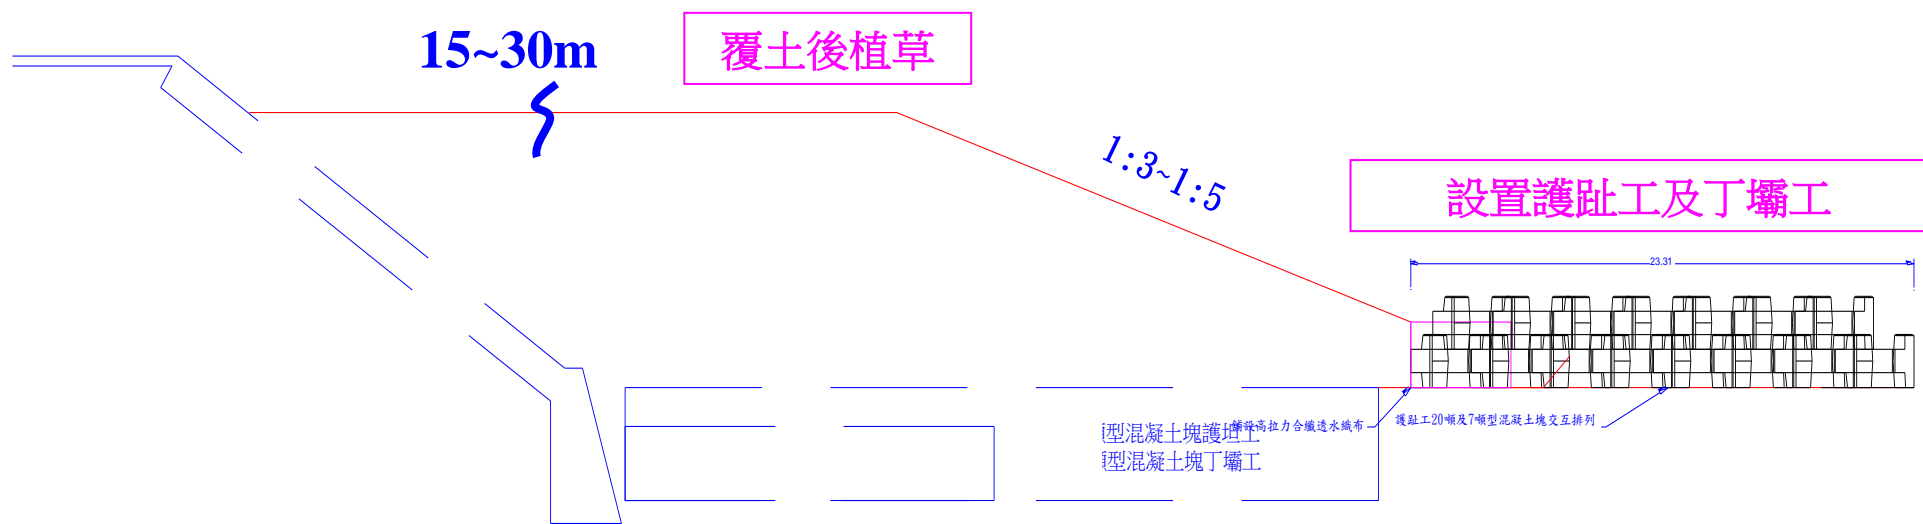 15~30m
覆土後植草
1:3~1:5
設置護趾工及丁壩工
23.31
鋪設高拉力合纖透水織布
護趾工20噸及7噸型混凝土塊交互排列
型混凝土塊護坦工
型混凝土塊丁壩工